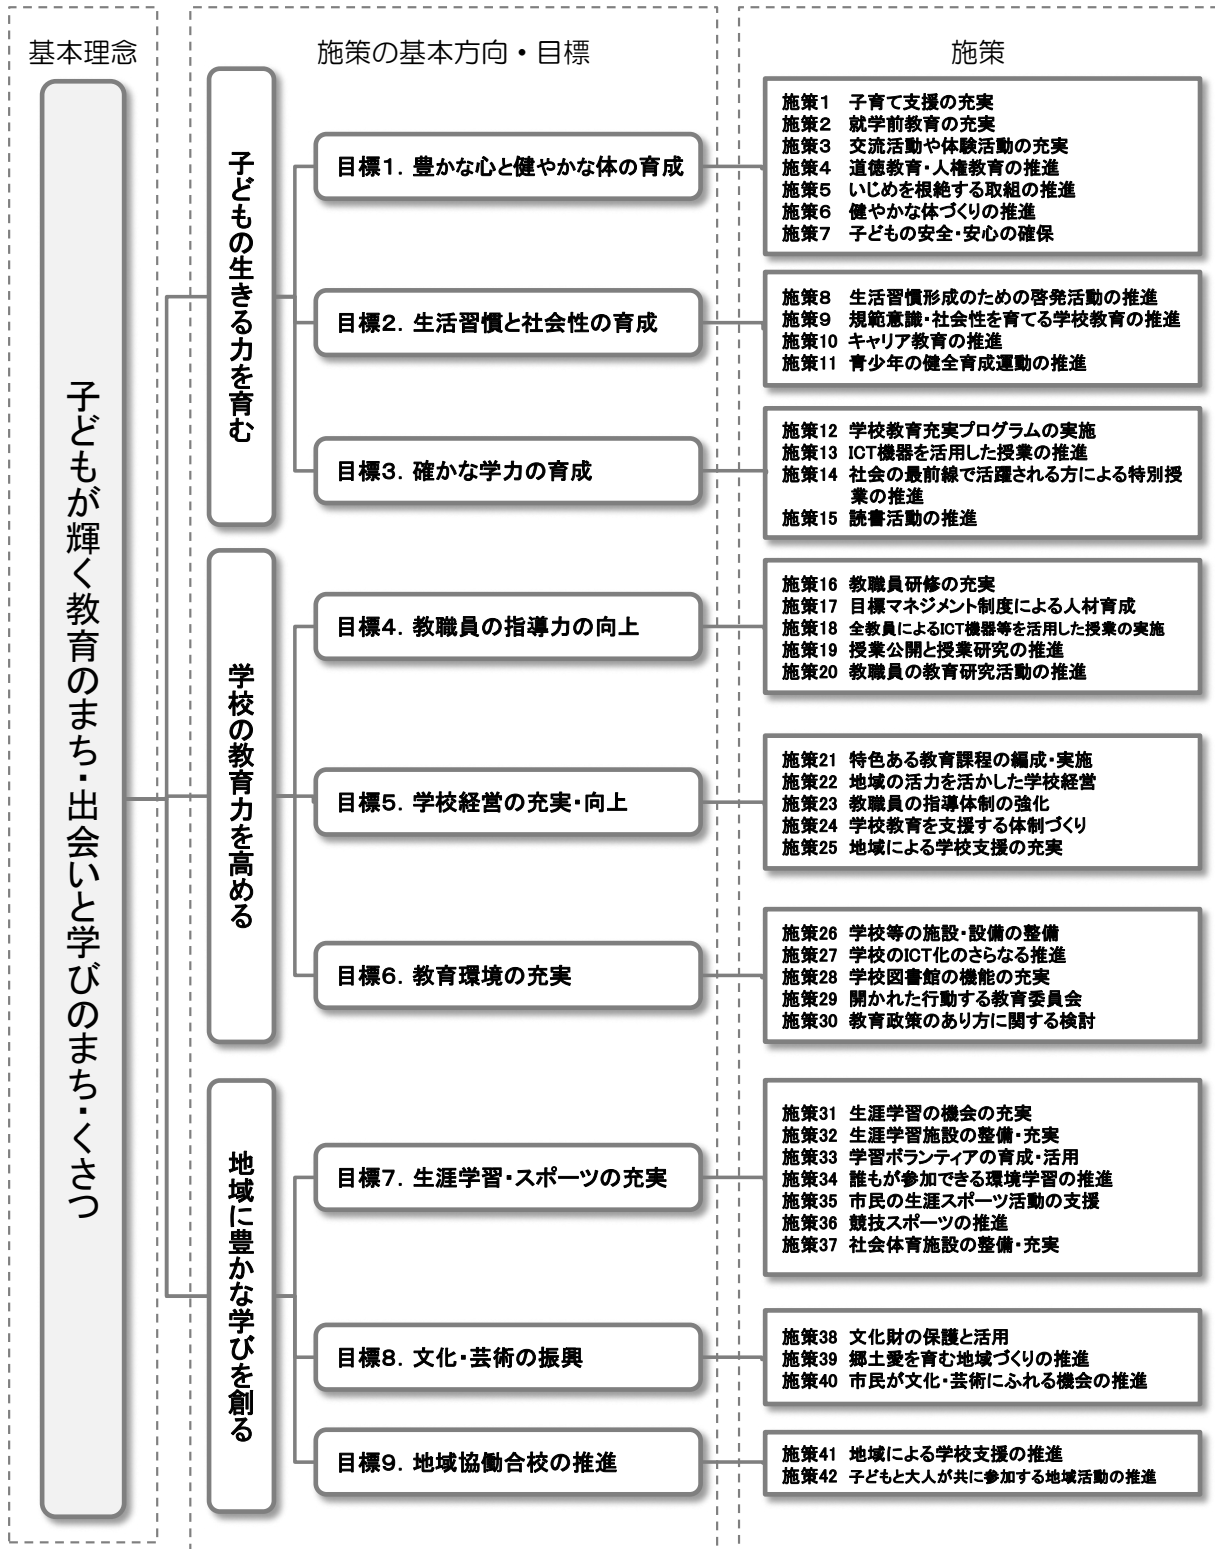 基本理念
施策の基本方向・目標
施策
子どもが輝く教育のまち・出会いと学びのまち・くさつ
子どもの生きる力を育む
目標1．豊かな心と健やかな体の育成
施策1 子育て支援の充実
施策2 就学前教育の充実
施策3 交流活動や体験活動の充実
施策4 道徳教育・人権教育の推進
施策5 いじめを根絶する取組の推進
施策6 健やかな体づくりの推進
施策7 子どもの安全・安心の確保
目標2．生活習慣と社会性の育成
施策8 生活習慣形成のための啓発活動の推進
施策9 規範意識・社会性を育てる学校教育の推進
施策10 キャリア教育の推進
施策11 青少年の健全育成運動の推進
目標3．確かな学力の育成
施策12 学校教育充実プログラムの実施
施策13 ICT機器を活用した授業の推進
施策14 社会の最前線で活躍される方による特別授
業の推進
施策15 読書活動の推進
学校の教育力を高める
目標4．教職員の指導力の向上
施策16 教職員研修の充実
施策17 目標マネジメント制度による人材育成
施策18 全教員によるICT機器等を活用した授業の実施
施策19 授業公開と授業研究の推進
施策20 教職員の教育研究活動の推進
目標5．学校経営の充実・向上
施策21 特色ある教育課程の編成・実施
施策22 地域の活力を活かした学校経営
施策23 教職員の指導体制の強化
施策24 学校教育を支援する体制づくり
施策25 地域による学校支援の充実
目標6．教育環境の充実
施策26 学校等の施設・設備の整備
施策27 学校のICT化のさらなる推進
施策28 学校図書館の機能の充実
施策29 開かれた行動する教育委員会
施策30 教育政策のあり方に関する検討
地域に豊かな学びを創る
目標7．生涯学習・スポーツの充実
施策31 生涯学習の機会の充実
施策32 生涯学習施設の整備・充実
施策33 学習ボランティアの育成・活用
施策34 誰もが参加できる環境学習の推進
施策35 市民の生涯スポーツ活動の支援
施策36 競技スポーツの推進
施策37 社会体育施設の整備・充実
目標8．文化・芸術の振興
施策38 文化財の保護と活用
施策39 郷土愛を育む地域づくりの推進
施策40 市民が文化・芸術にふれる機会の推進
目標9．地域協働合校の推進
施策41 地域による学校支援の推進
施策42 子どもと大人が共に参加する地域活動の推進